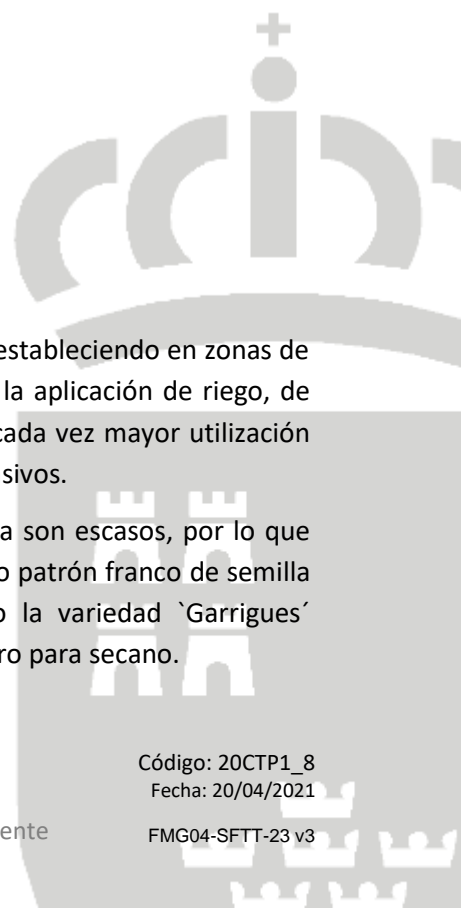 estableciendo en zonas de
la aplicación de riego, de
cada vez mayor utilización
sivos.
a son escasos, por lo que
o patrón franco de semilla
o la variedad `Garrigues´
ro para secano.
Código: 20CTP1_8
Fecha: 20/04/2021
ente FMG04-SFTT-23 v3